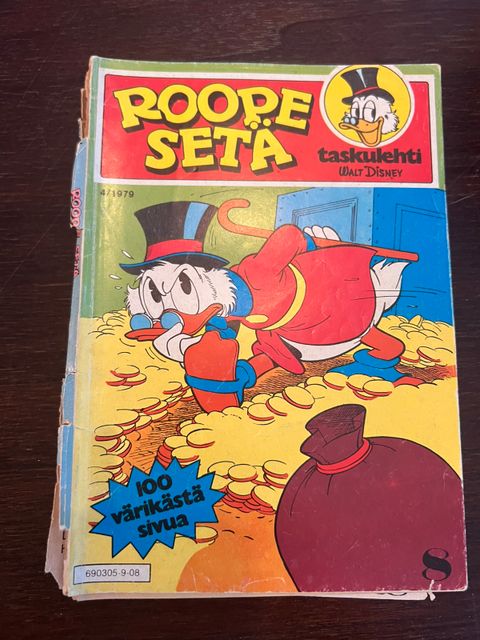 ROOPE
SETÄ
taskulehti
WALT DISNEY
4/1979
100
värikästä
sivua
690305-9-08